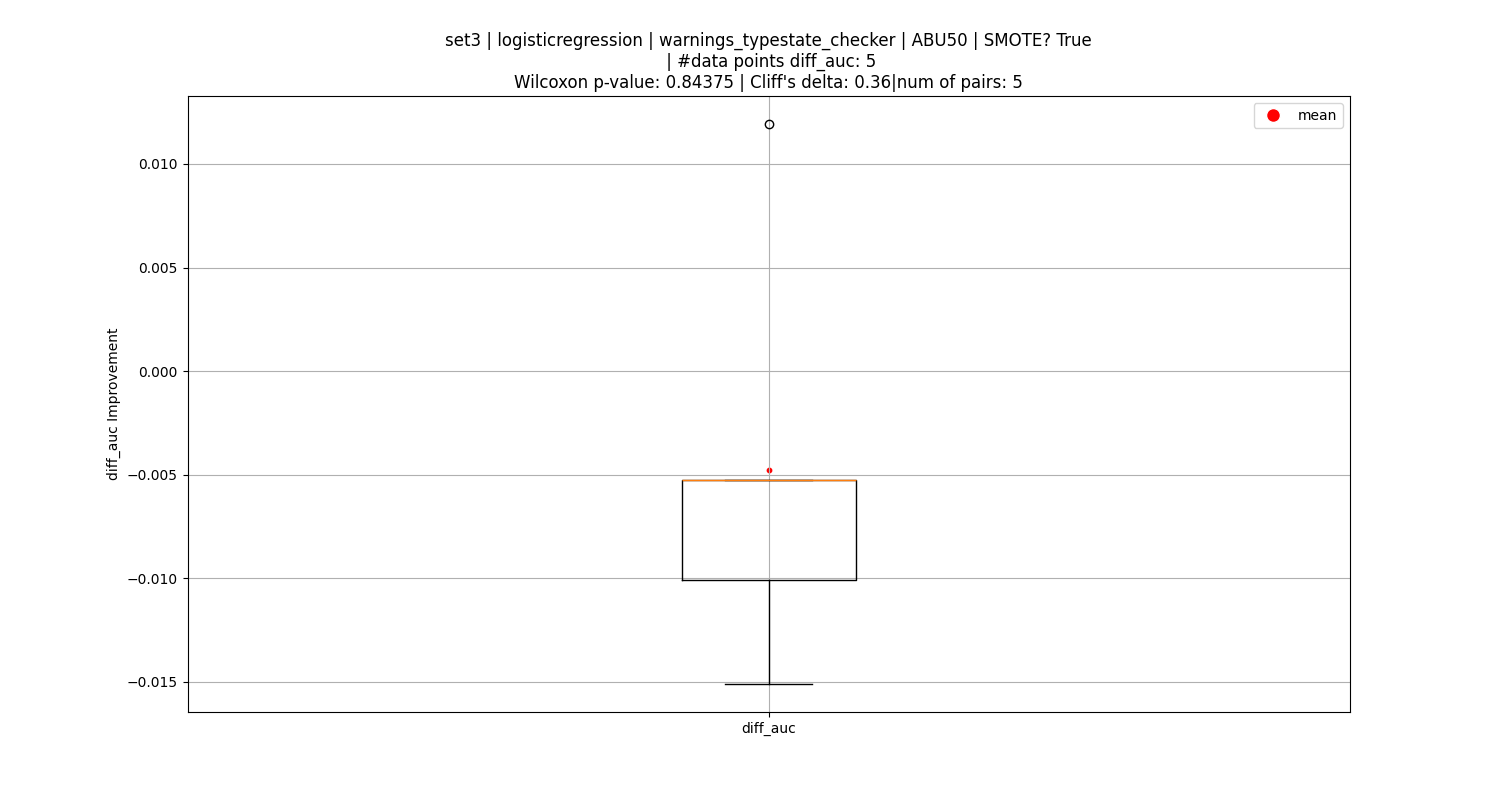 set3 | logisticregression | warnings_typestate_checker | ABU50 | SMOTE? True
| #data points diff_auc: 5
Wilcoxon p-value: 0.84375 | Cliff's delta: 0.36|num of pairs: 5
mean
0.010
0.005
0.000
−0.005
−0.010
−0.015
diff_auc Improvement
diff_auc